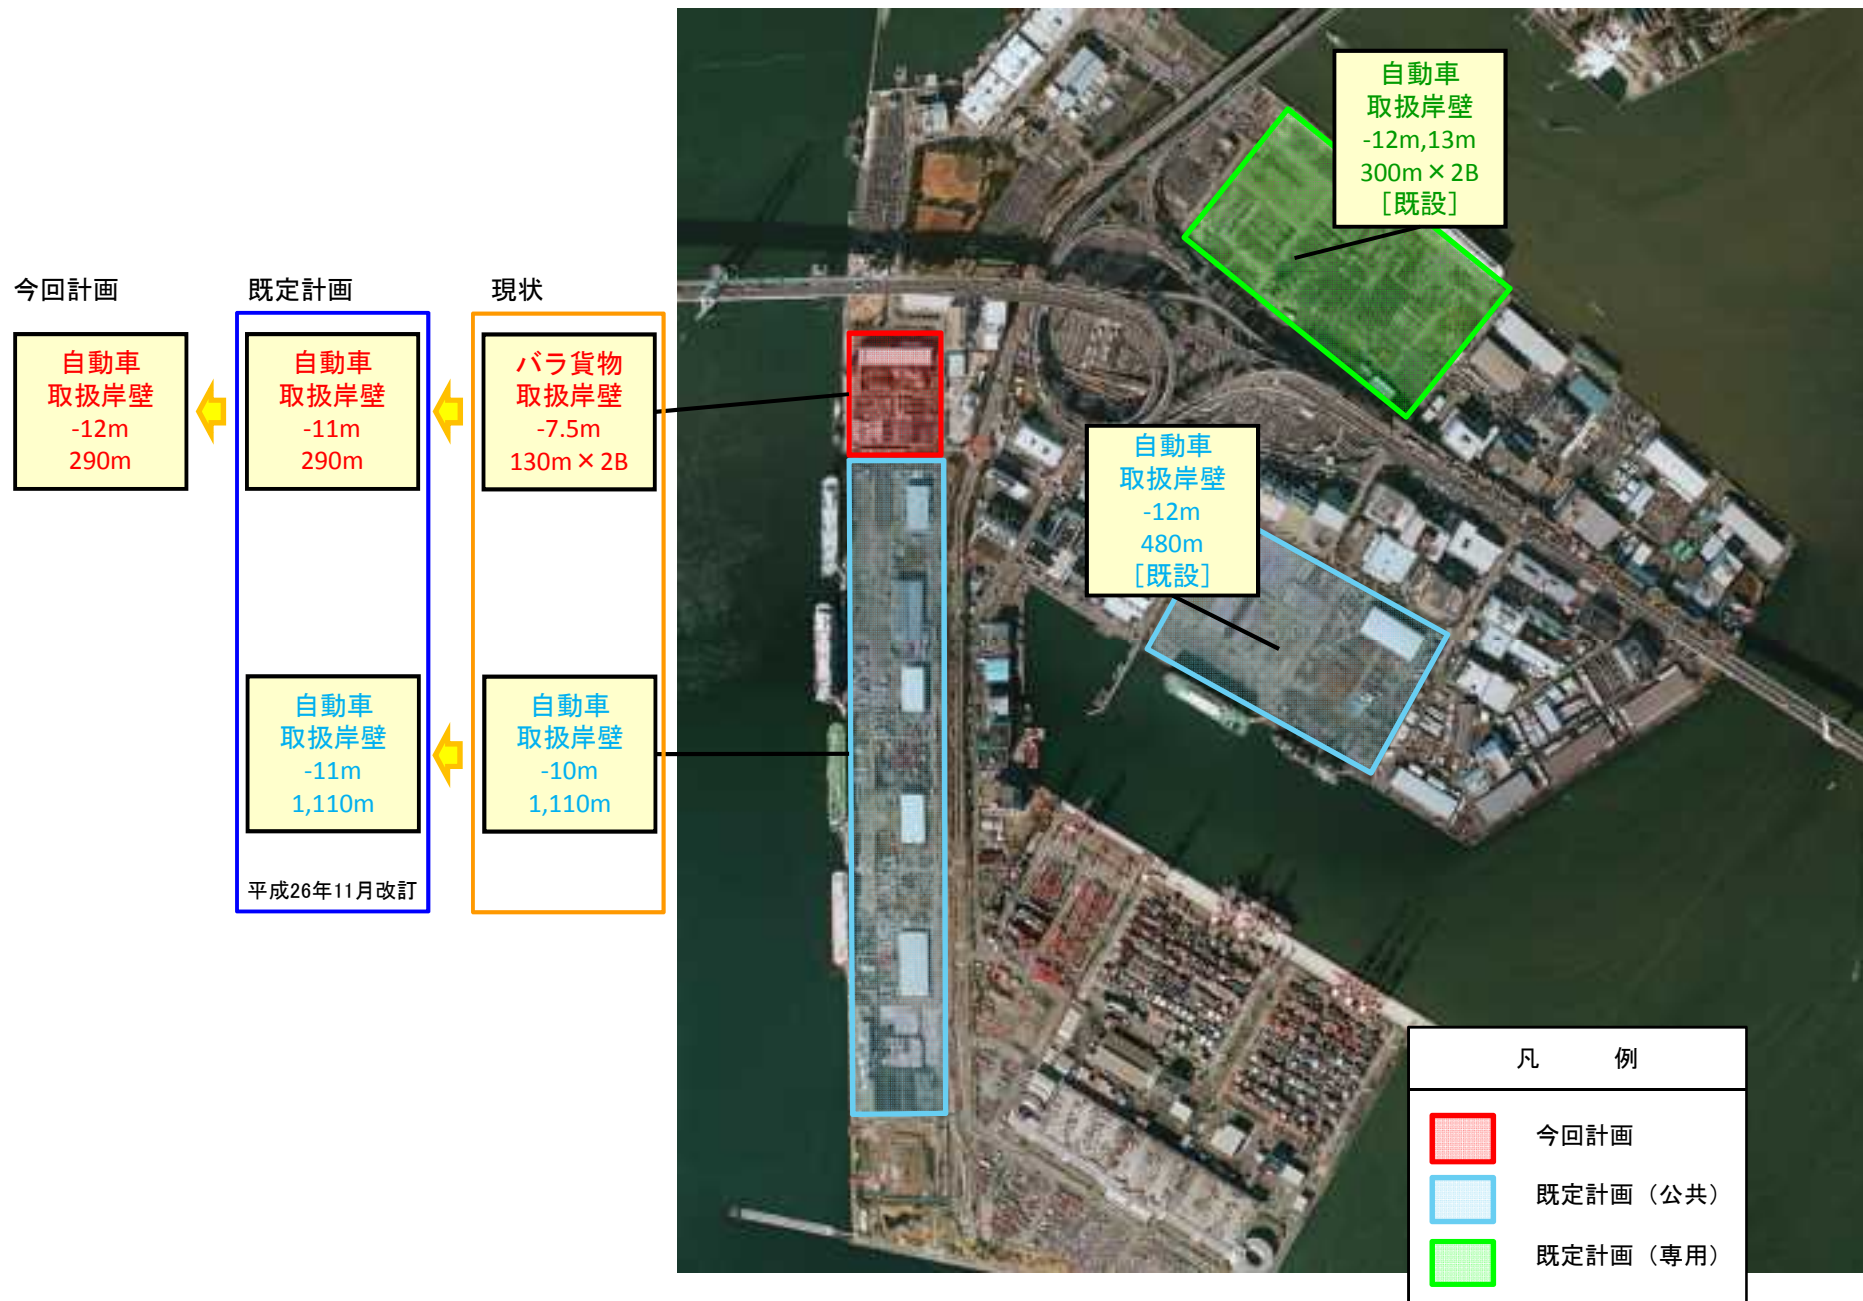 今回計画
自動車
取扱岸壁
-12m
290m
既定計画
自動車
取扱岸壁
-11m
290m
自動車
取扱岸壁
-11m
1,110m
平成26年11月改訂
現状
バラ貨物
取扱岸壁
-7.5m
130m×2B
自動車
取扱岸壁
-10m
1,110m
自動車
取扱岸壁
-12m,13m
300m×2B
［既設］
自動車
取扱岸壁
-12m
480m
［既設］
凡　例
今回計画
既定計画（公共）
既定計画（専用）